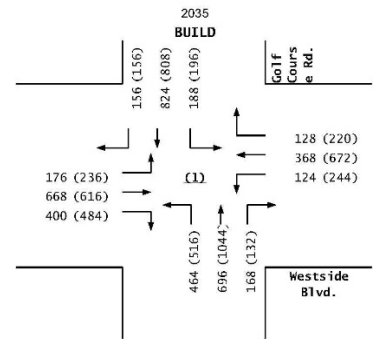 2035
BUILD
Golf
Cours
e Rd.
156 (156)
824 (808)
188 (196)
128 (220)
368 (672)
124 (244)
176 (236)
668 (616)
400 (484)
(1)
464 (516)
696 (1044)
168 (132)
Westside
Blvd.